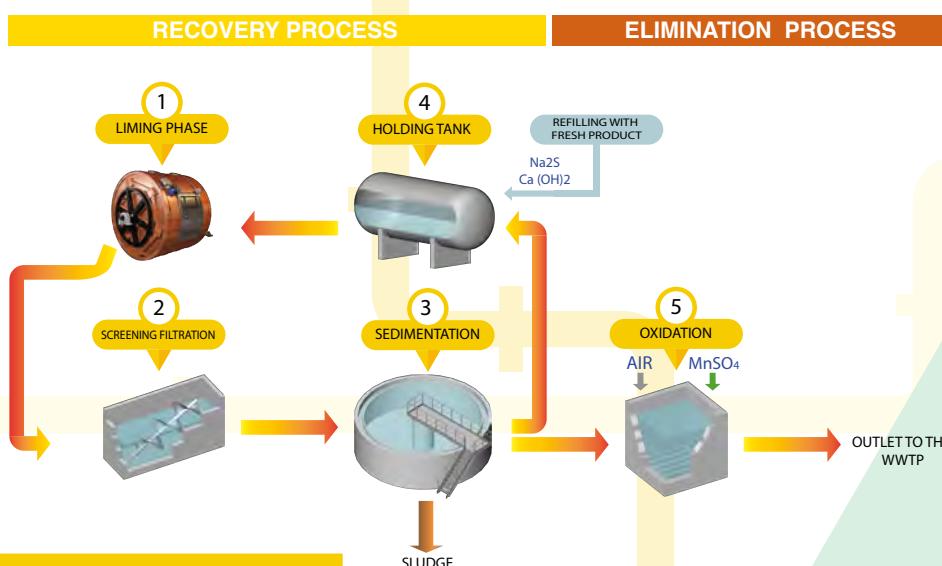 RECOVERY PROCESS
ELIMINATION PROCESS
1
LIMING PHASE
4
HOLDING TANK
REFILLING WITH
FRESH PRODUCT
Na2S
Ca (OH)2
2
SCREENING FILTRATION
3
SEDIMENTATION
5
OXIDATION
AIR
MnSO4
OUTLET TO TH
WWTP
SLUDGE